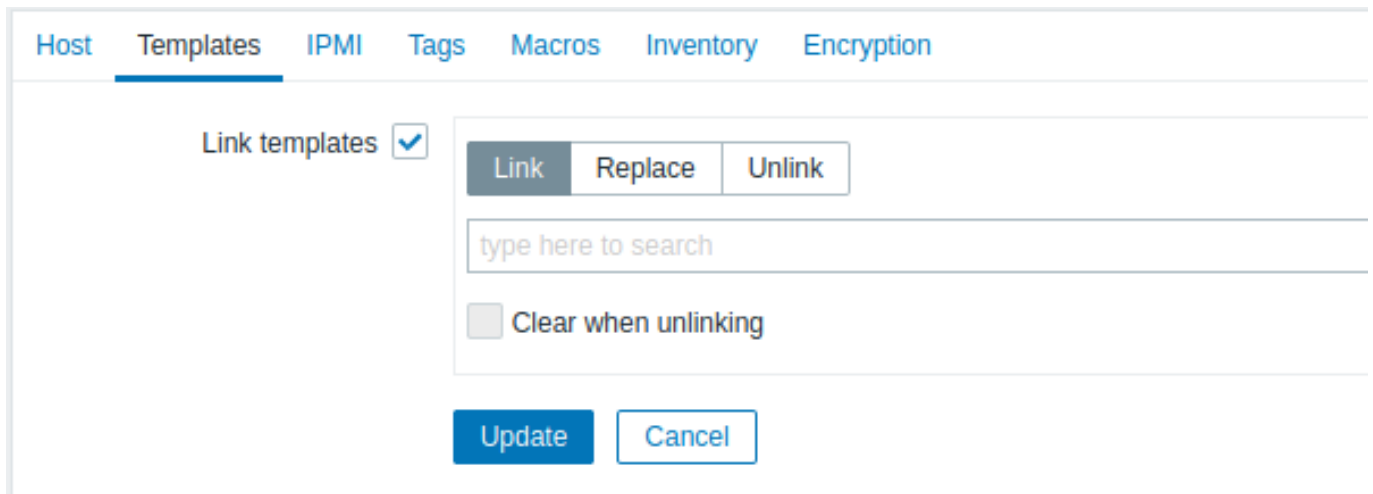 Host Templates IPMI Tags Macros Inventory Encryption
Link templates
Link Replace Unlink
type here to search
Clear when unlinking
Update Cancel